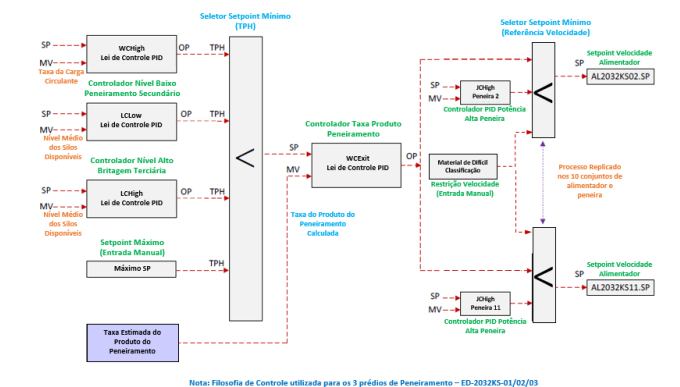 Seletor Setpoint Mínimo
(TPH)
Seletor Setpoint Mínimo
(Referência Velocidade)
SP
MV
Taxa da Carga
Circulante
WCHigh
Lei de Controle PID
OP
TPH
Controlador Nível Baixo
Peneiramento Secundário
SP
MV
Nível Médio
dos Silos
Disponíveis
LCLow
Lei de Controle PID
OP
TPH
Controlador Nível Alto
Britagem Terciária
SP
MV
Nível Médio
dos Silos
Disponíveis
LCHigh
Lei de Controle PID
OP
TPH
Setpoint Máximo
(Entrada Manual)
Máximo SP
TPH
Taxa Estimada do
Produto do
Peneiramento
<
Controlador Taxa Produto
Peneiramento
SP
MV
WCExit
Lei de Controle PID
OP
Taxa do Produto do
Peneiramento
Calculada
SP
MV
JCHigh
Peneira 2
Controlador PID Potência
Alta Peneira
Material de Difícil
Classificação
Restrição Velocidade
(Entrada Manual)
SP
MV
JCHigh
Peneira 11
Controlador PID Potência
Alta Peneira
<
SP
Setpoint Velocidade
Alimentador
AL2032KS02.SP
Processo Replicado
nos 10 conjuntos de
alimentador e
peneira
<
SP
Setpoint Velocidade
Alimentador
AL2032KS11.SP
Nota: Filosofia de Controle utilizada para os 3 prédios de Peneiramento – ED-2032KS-01/02/03